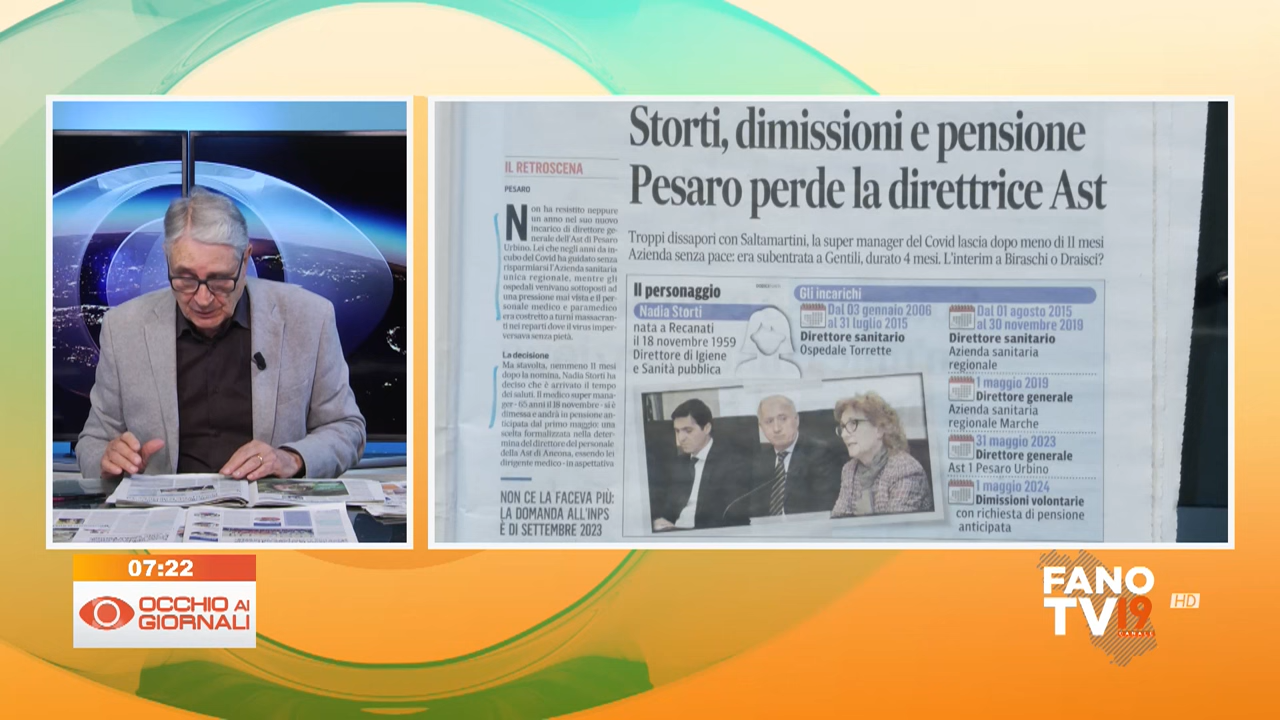 Storti, dimissioni e pensione
Pesaro perde la direttrice Ast
Troppi dissapori con Saltamartini, la super manager del Covid lascia dopo meno di 11 mesi
Azienda senza pace: era subentrata a Gentili, durato 4 mesi. L'interim a Biraschi o Draisci?
IL RETROSCENA
PESARO
Non ha resistito neppure
un anno nel suo nuovo
incarico di direttore ge-
nerale dell'Ast di Pesaro
Urbino. Lei che negli anni da in-
cubo del Covid ha guidato senza
risparmiarsi l'Azienda sanitaria
unica regionale, mentre gli
ospedali venivano sottoposti ad
una pressione mai vista e il per-
sonale medico e paramedico
era costretto a turni massacran-
ti nei reparti dove il virus imper-
versava senza pietà.
La decisione
Ma stavolta, nemmeno 11 mesi
dopo la nomina, Nadia Storti ha
deciso che è arrivato il tempo
dei saluti. Il medico super mana-
ger - 65 anni il 18 novembre - si è
dimessa e andrà in pensione an-
ticipata dal primo maggio: una
scelta formalizzata nella deter-
mina del direttore del personale
della Ast di Ancona, essendo lei
dirigente medico - in aspettativa
NON CE LA FACEVA PIÙ:
LA DOMANDA ALL'INPS
È DI SETTEMBRE 2023
Il personaggio
Nadia Storti
nata a Recanati
il 18 novembre 1959
Direttore di Igiene
e Sanità pubblica
Gli incarichi
Dal 03 gennaio 2006
al 31 luglio 2015
Direttore sanitario
Ospedale Torrette
Dal 01 agosto 2015
al 30 novembre 2019
Direttore sanitario
Azienda sanitaria
regionale
1 maggio 2019
Direttore generale
Azienda sanitaria
regionale Marche
31 maggio 2023
Direttore generale
Ast 1 Pesaro Urbino
1 maggio 2024
Dimissioni volontarie
con richiesta di pensione
anticipata
07:22
OCCHIO AI
GIORNALI
FANO
TV19
CANALE
HD